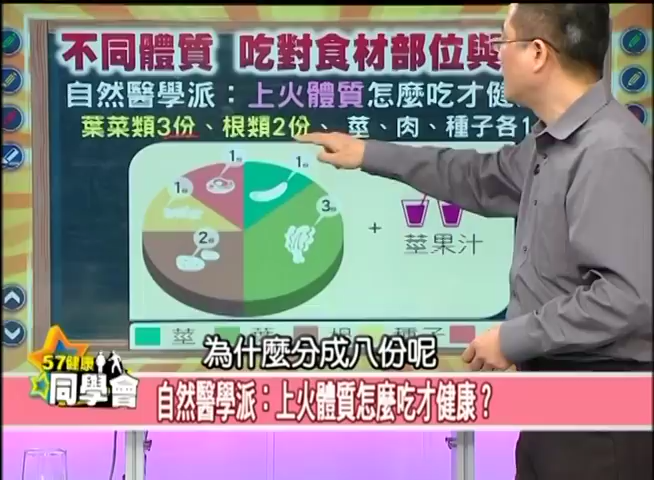 不同體質 吃對食材部位與
自然醫學派：上火體質怎麼吃才健
葉菜類3份、根類2份、莖、肉、種子各1
1份
1份
1份
3份
2份
+
莖果汁
莖
葉
根
種子
為什麼分成八份呢
57健康
同學會
自然醫學派：上火體質怎麼吃才健康？